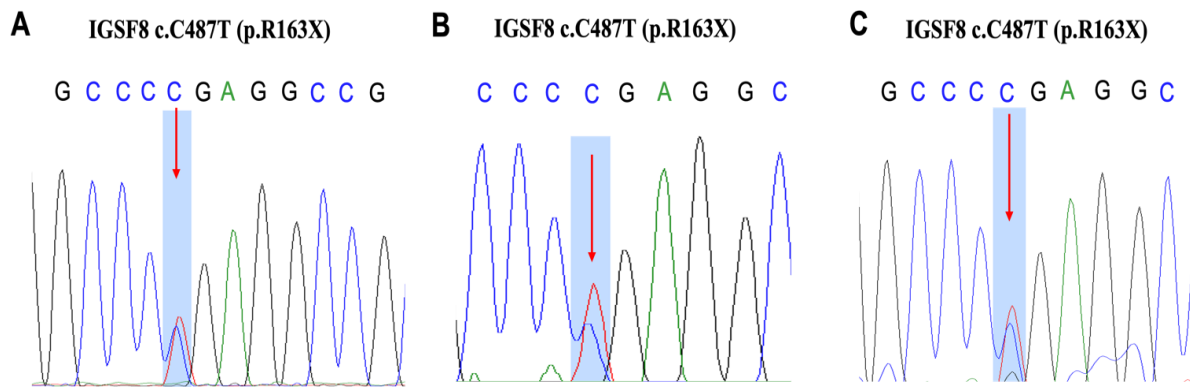 A
IGSF8 c.C487T (p.R163X)
G C C C C G A G G C C G
B
IGSF8 c.C487T (p.R163X)
C C C C G A G G C
C
IGSF8 c.C487T (p.R163X)
G C C C C G A G G C